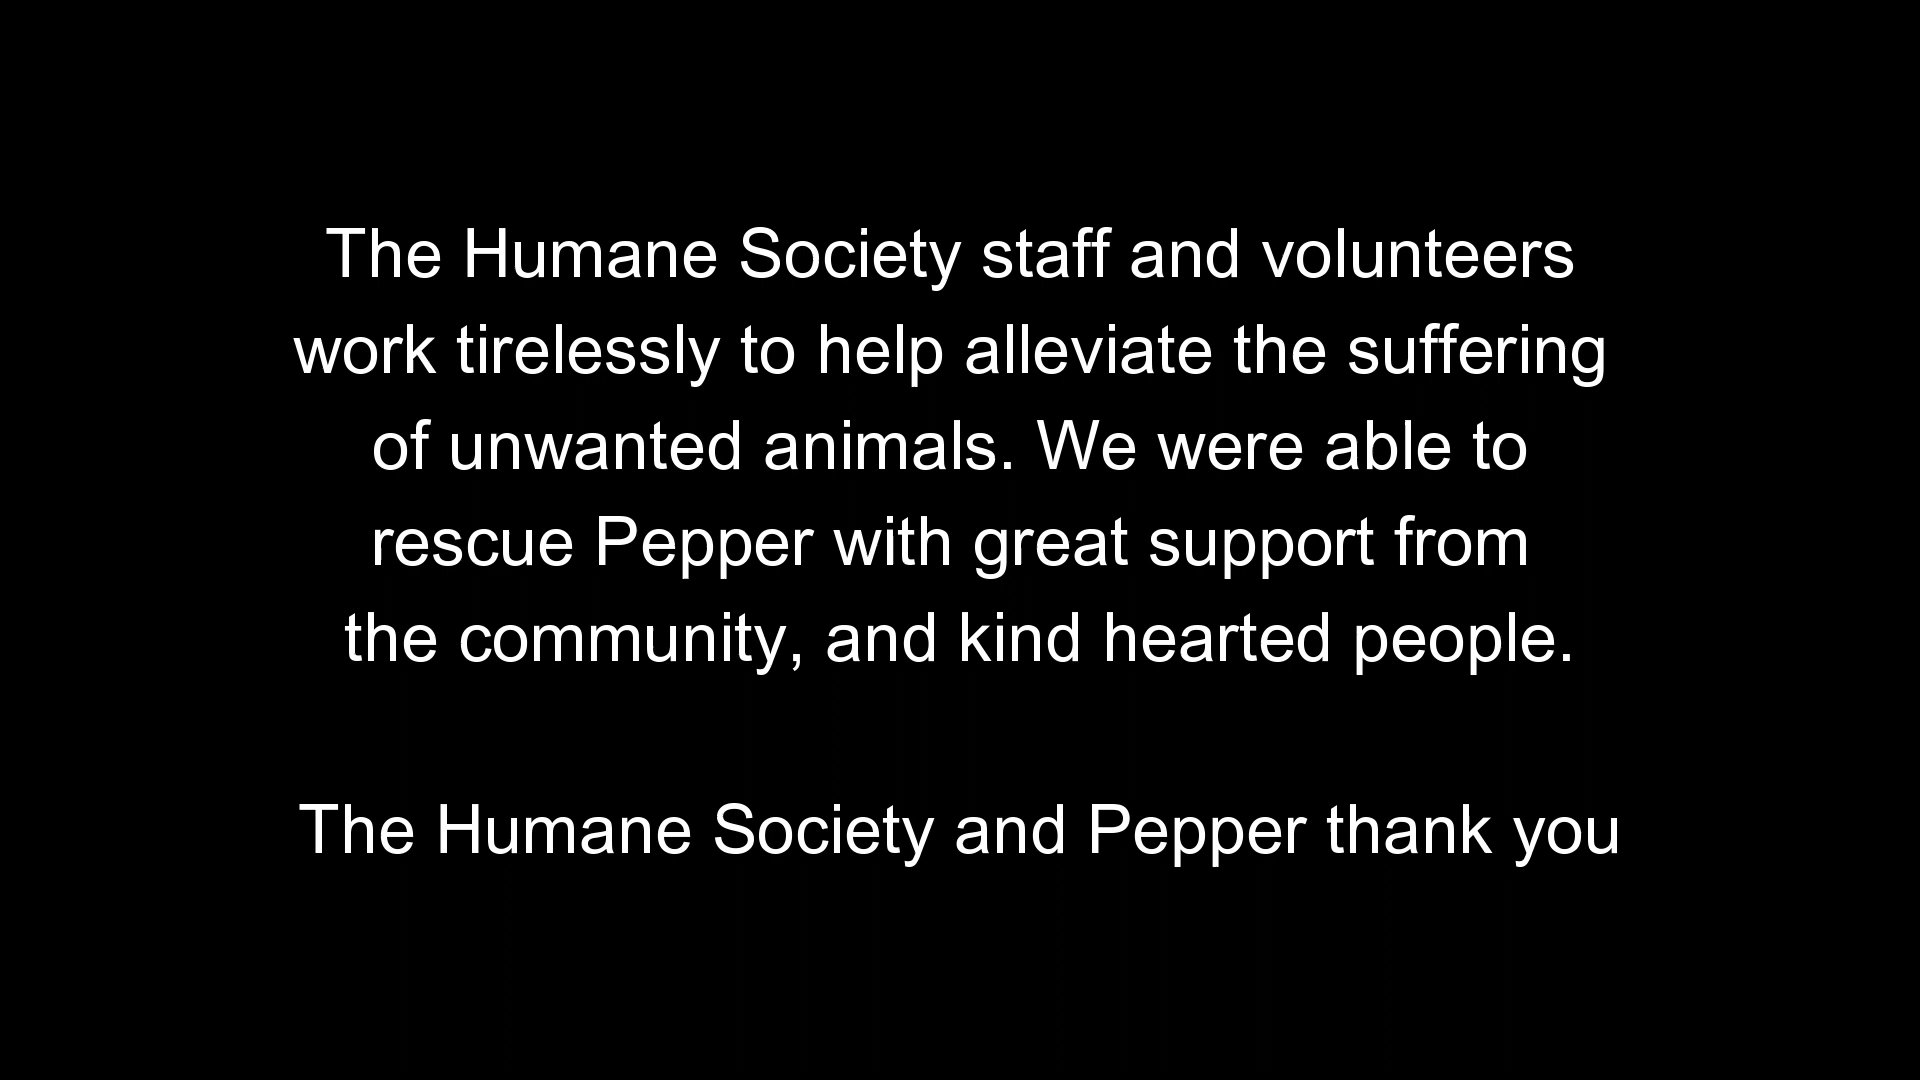 The Humane Society staff and volunteers
work tirelessly to help alleviate the suffering
of unwanted animals. We were able to
rescue Pepper with great support from
the community, and kind hearted people.
The Humane Society and Pepper thank you